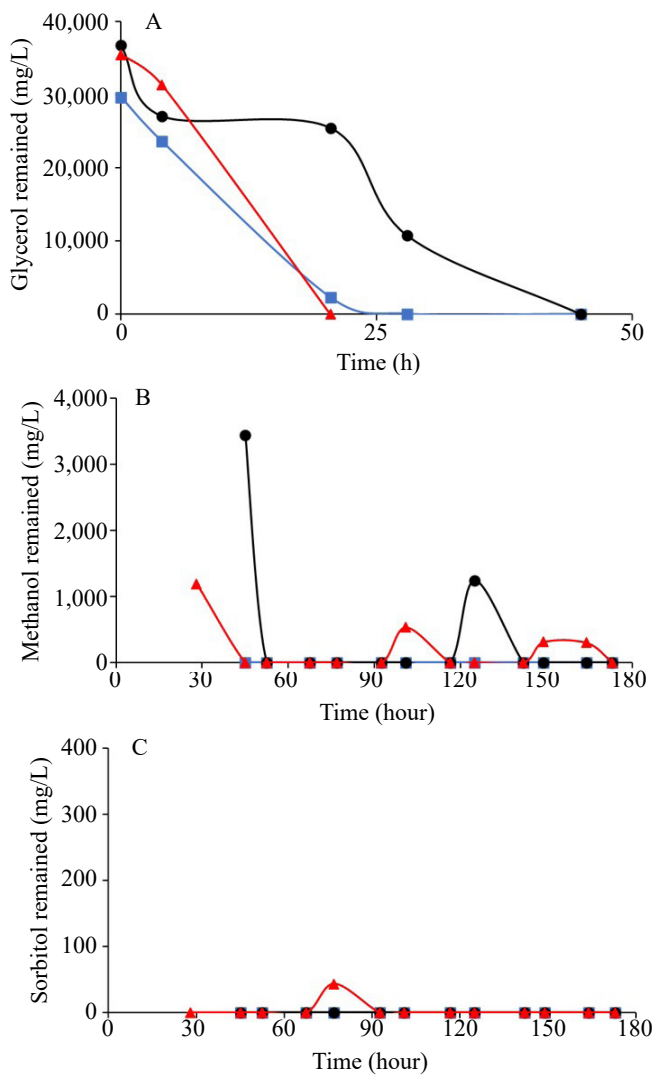 A
40,000
30,000
20,000
10,000
0
Glycerol remained (mg/L)
0 25 50
Time (h)
B
4,000
3,000
2,000
1,000
0
Methanol remained (mg/L)
0 30 60 90 120 150 180
Time (hour)
C
400
300
200
100
0
Sorbitol remained (mg/L)
0 30 60 90 120 150 180
Time (hour)